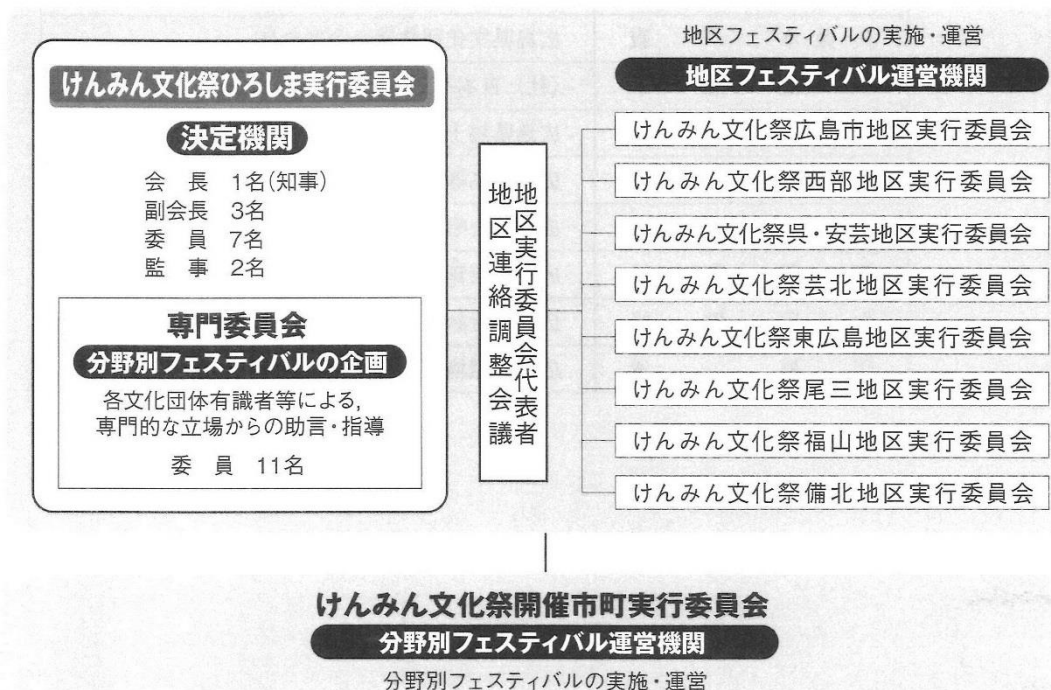 けんみん文化祭ひろしま実行委員会
決定機関
会　長　1名(知事)
副会長　3名
委　員　7名
監　事　2名
専門委員会
分野別フェスティバルの企画
各文化団体有識者等による,
専門的な立場からの助言・指導
委　員　11名
地区実行委員会代表者
地区連絡調整会議
地区フェスティバルの実施・運営
地区フェスティバル運営機関
けんみん文化祭広島市地区実行委員会
けんみん文化祭西部地区実行委員会
けんみん文化祭呉・安芸地区実行委員会
けんみん文化祭芸北地区実行委員会
けんみん文化祭東広島地区実行委員会
けんみん文化祭尾三地区実行委員会
けんみん文化祭福山地区実行委員会
けんみん文化祭備北地区実行委員会
けんみん文化祭開催市町実行委員会
分野別フェスティバル運営機関
分野別フェスティバルの実施・運営